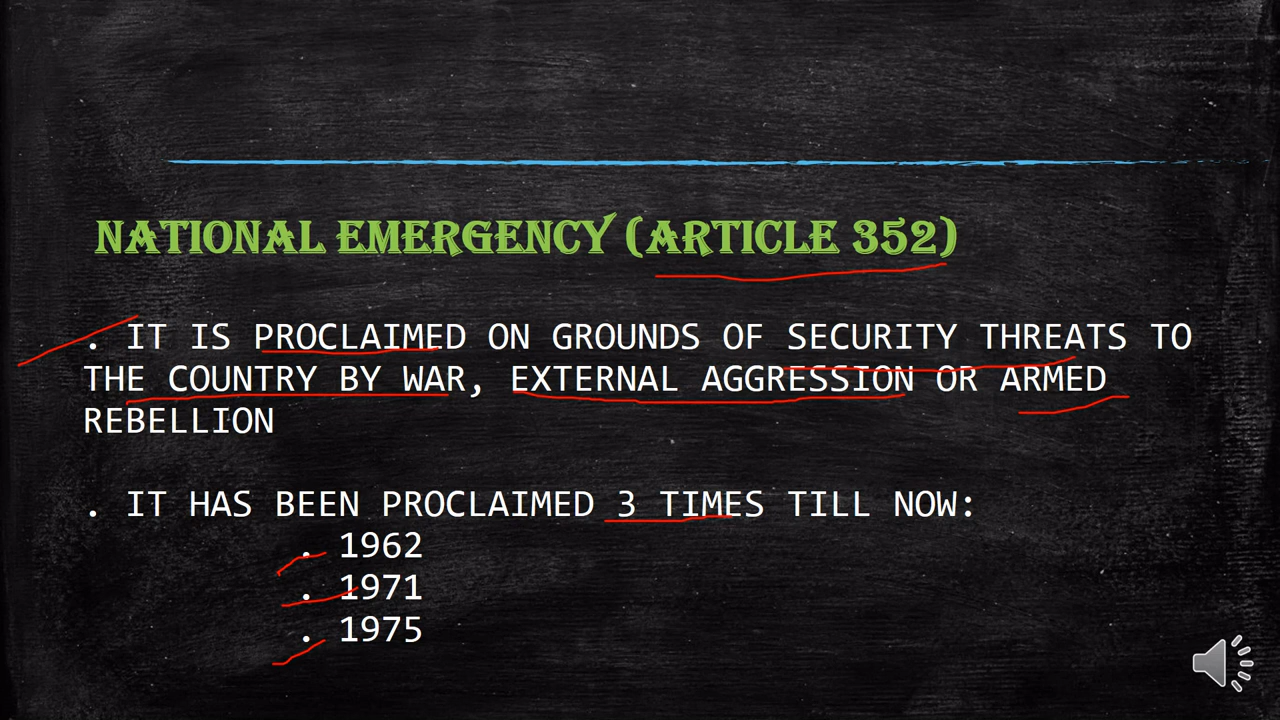 NATIONAL EMERGENCY (ARTICLE 352)
. IT IS PROCLAIMED ON GROUNDS OF SECURITY THREATS TO
THE COUNTRY BY WAR, EXTERNAL AGGRESSION OR ARMED
REBELLION
. IT HAS BEEN PROCLAIMED 3 TIMES TILL NOW:
. 1962
. 1971
. 1975